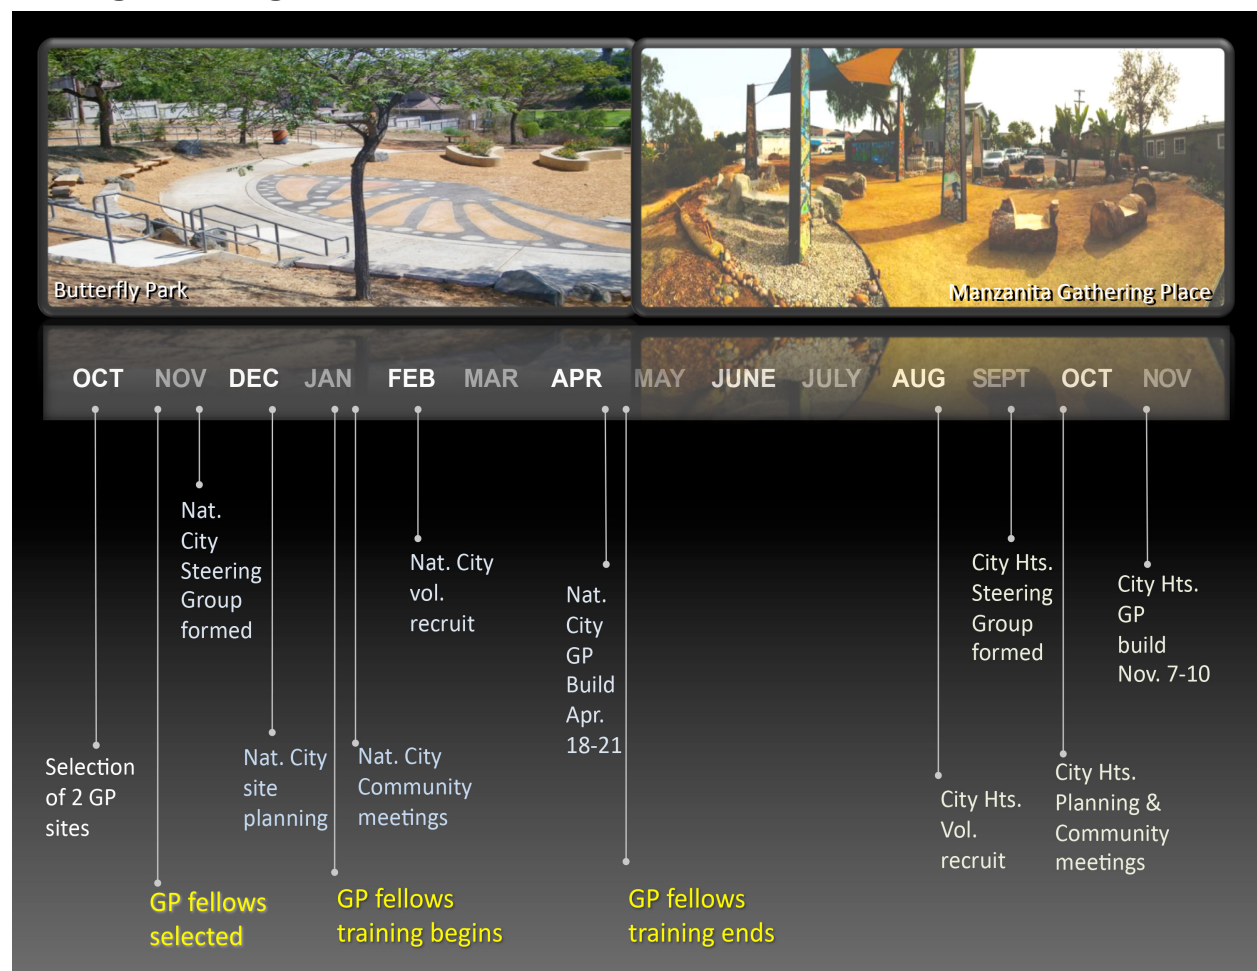 Butterfly Park
Manzanita Gathering Place
OCT NOV DEC JAN FEB MAR APR MAY JUNE JULY AUG SEPT OCT NOV
Nat.
City
Steering
Group
formed
Nat. City
vol.
recruit
Nat.
City
GP
Build
Apr.
18-21
City Hts.
Steering
Group
formed
City Hts.
GP
build
Nov. 7-10
Selection
of 2 GP
sites
Nat. City
site
planning
Nat. City
Community
meetings
City Hts.
Vol.
recruit
City Hts.
Planning &
Community
meetings
GP fellows
selected
GP fellows
training begins
GP fellows
training ends